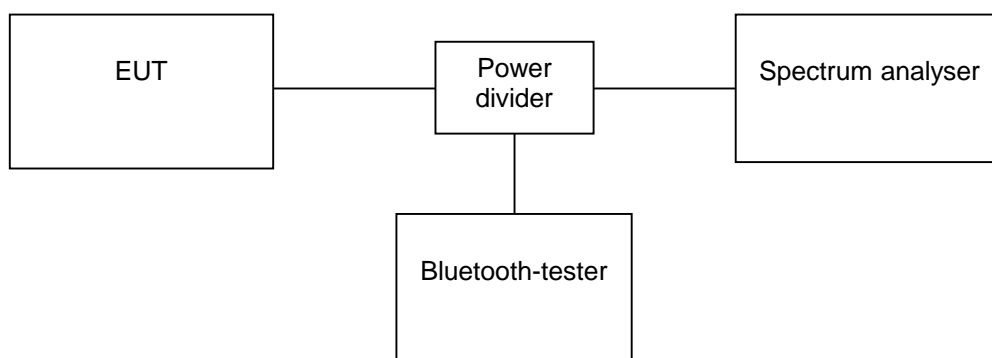 EUT
Power
divider
Spectrum analyser
Bluetooth-tester